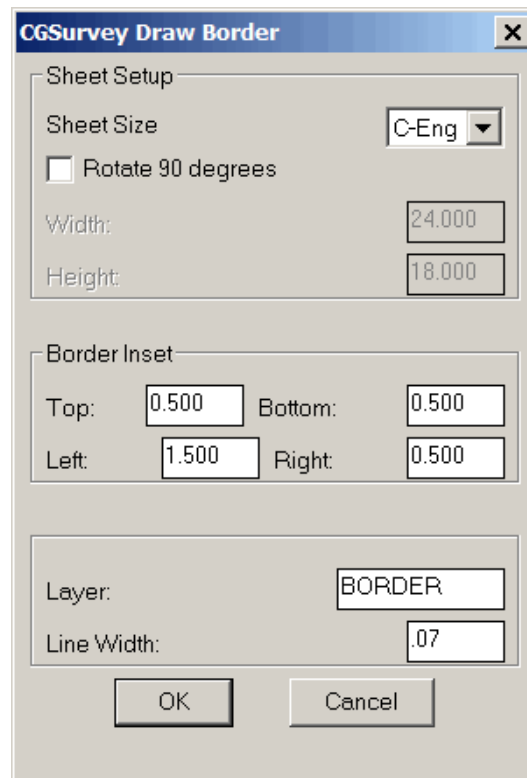 CGSurvey Draw Border
Sheet Setup
Sheet Size C-Eng
Rotate 90 degrees
Width: 24.000
Height: 18.000
Border Inset
Top: 0.500 Bottom: 0.500
Left: 1.500 Right: 0.500
Layer: BORDER
Line Width: .07
OK Cancel